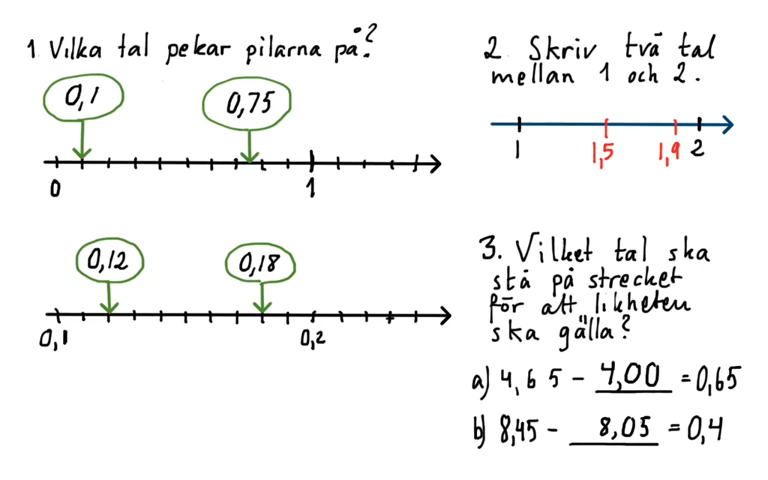 1. Vilka tal pekar pilarna på?
0,1
0,75
0
1
0,12
0,18
0,1
0,2
2. Skriv två tal
mellan 1 och 2.
1
1,5
1,9
2
3. Vilket tal ska
stå på strecket
för att likheten
ska gälla?
a) 4,65 - 4,00 = 0,65
b) 8,45 - 8,05 = 0,4